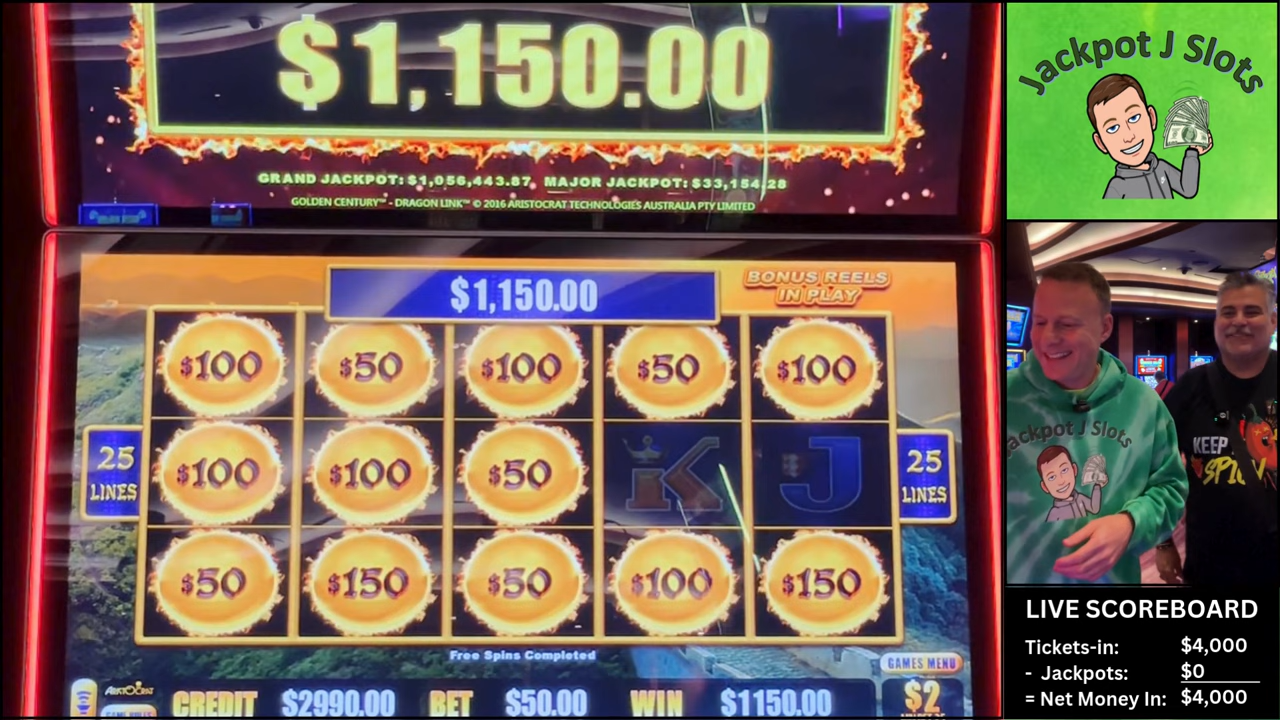 $1,150.00
GRAND JACKPOT: $1,056,443.87 MAJOR JACKPOT: $33,154.28
GOLDEN CENTURY™ - DRAGON LINK™ © 2016 ARISTOCRAT TECHNOLOGIES AUSTRALIA PTY LIMITED
$1,150.00
BONUS REELS
IN PLAY
$100 $50 $100 $50 $100
25
LINES
$100 $100 $50 K J
25
LINES
$50 $150 $50 $100 $150
Free Spins Completed
GAMES MENU
ARISTOCRAT
CREDIT $2990.00 BET $50.00 WIN $1150.00
$2
Jackpot J Slots
Jackpot J Slots
KEEP
LIVE SCOREBOARD
Tickets-in: $4,000
- Jackpots: $0
= Net Money In: $4,000